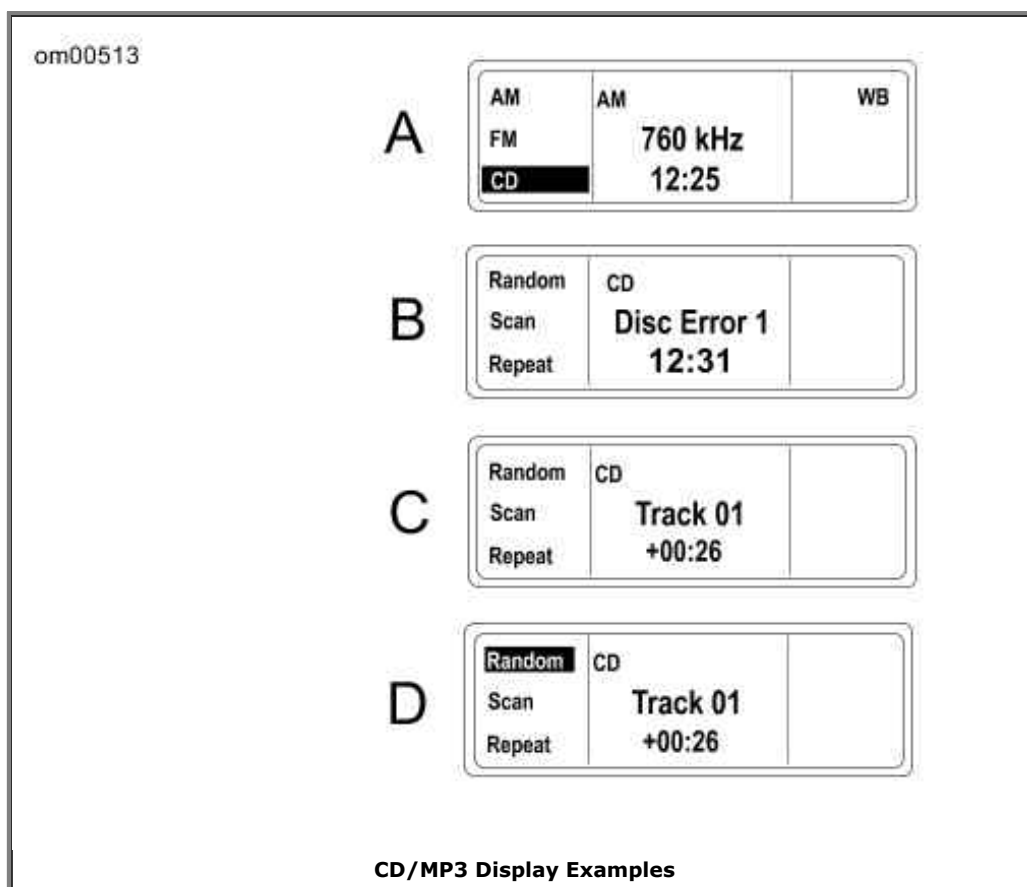 om00513
A
AM AM WB
FM 760 kHz
CD 12:25
B
Random CD
Scan Disc Error 1
Repeat 12:31
C
Random CD
Scan Track 01
Repeat +00:26
D
Random CD
Scan Track 01
Repeat +00:26
CD/MP3 Display Examples